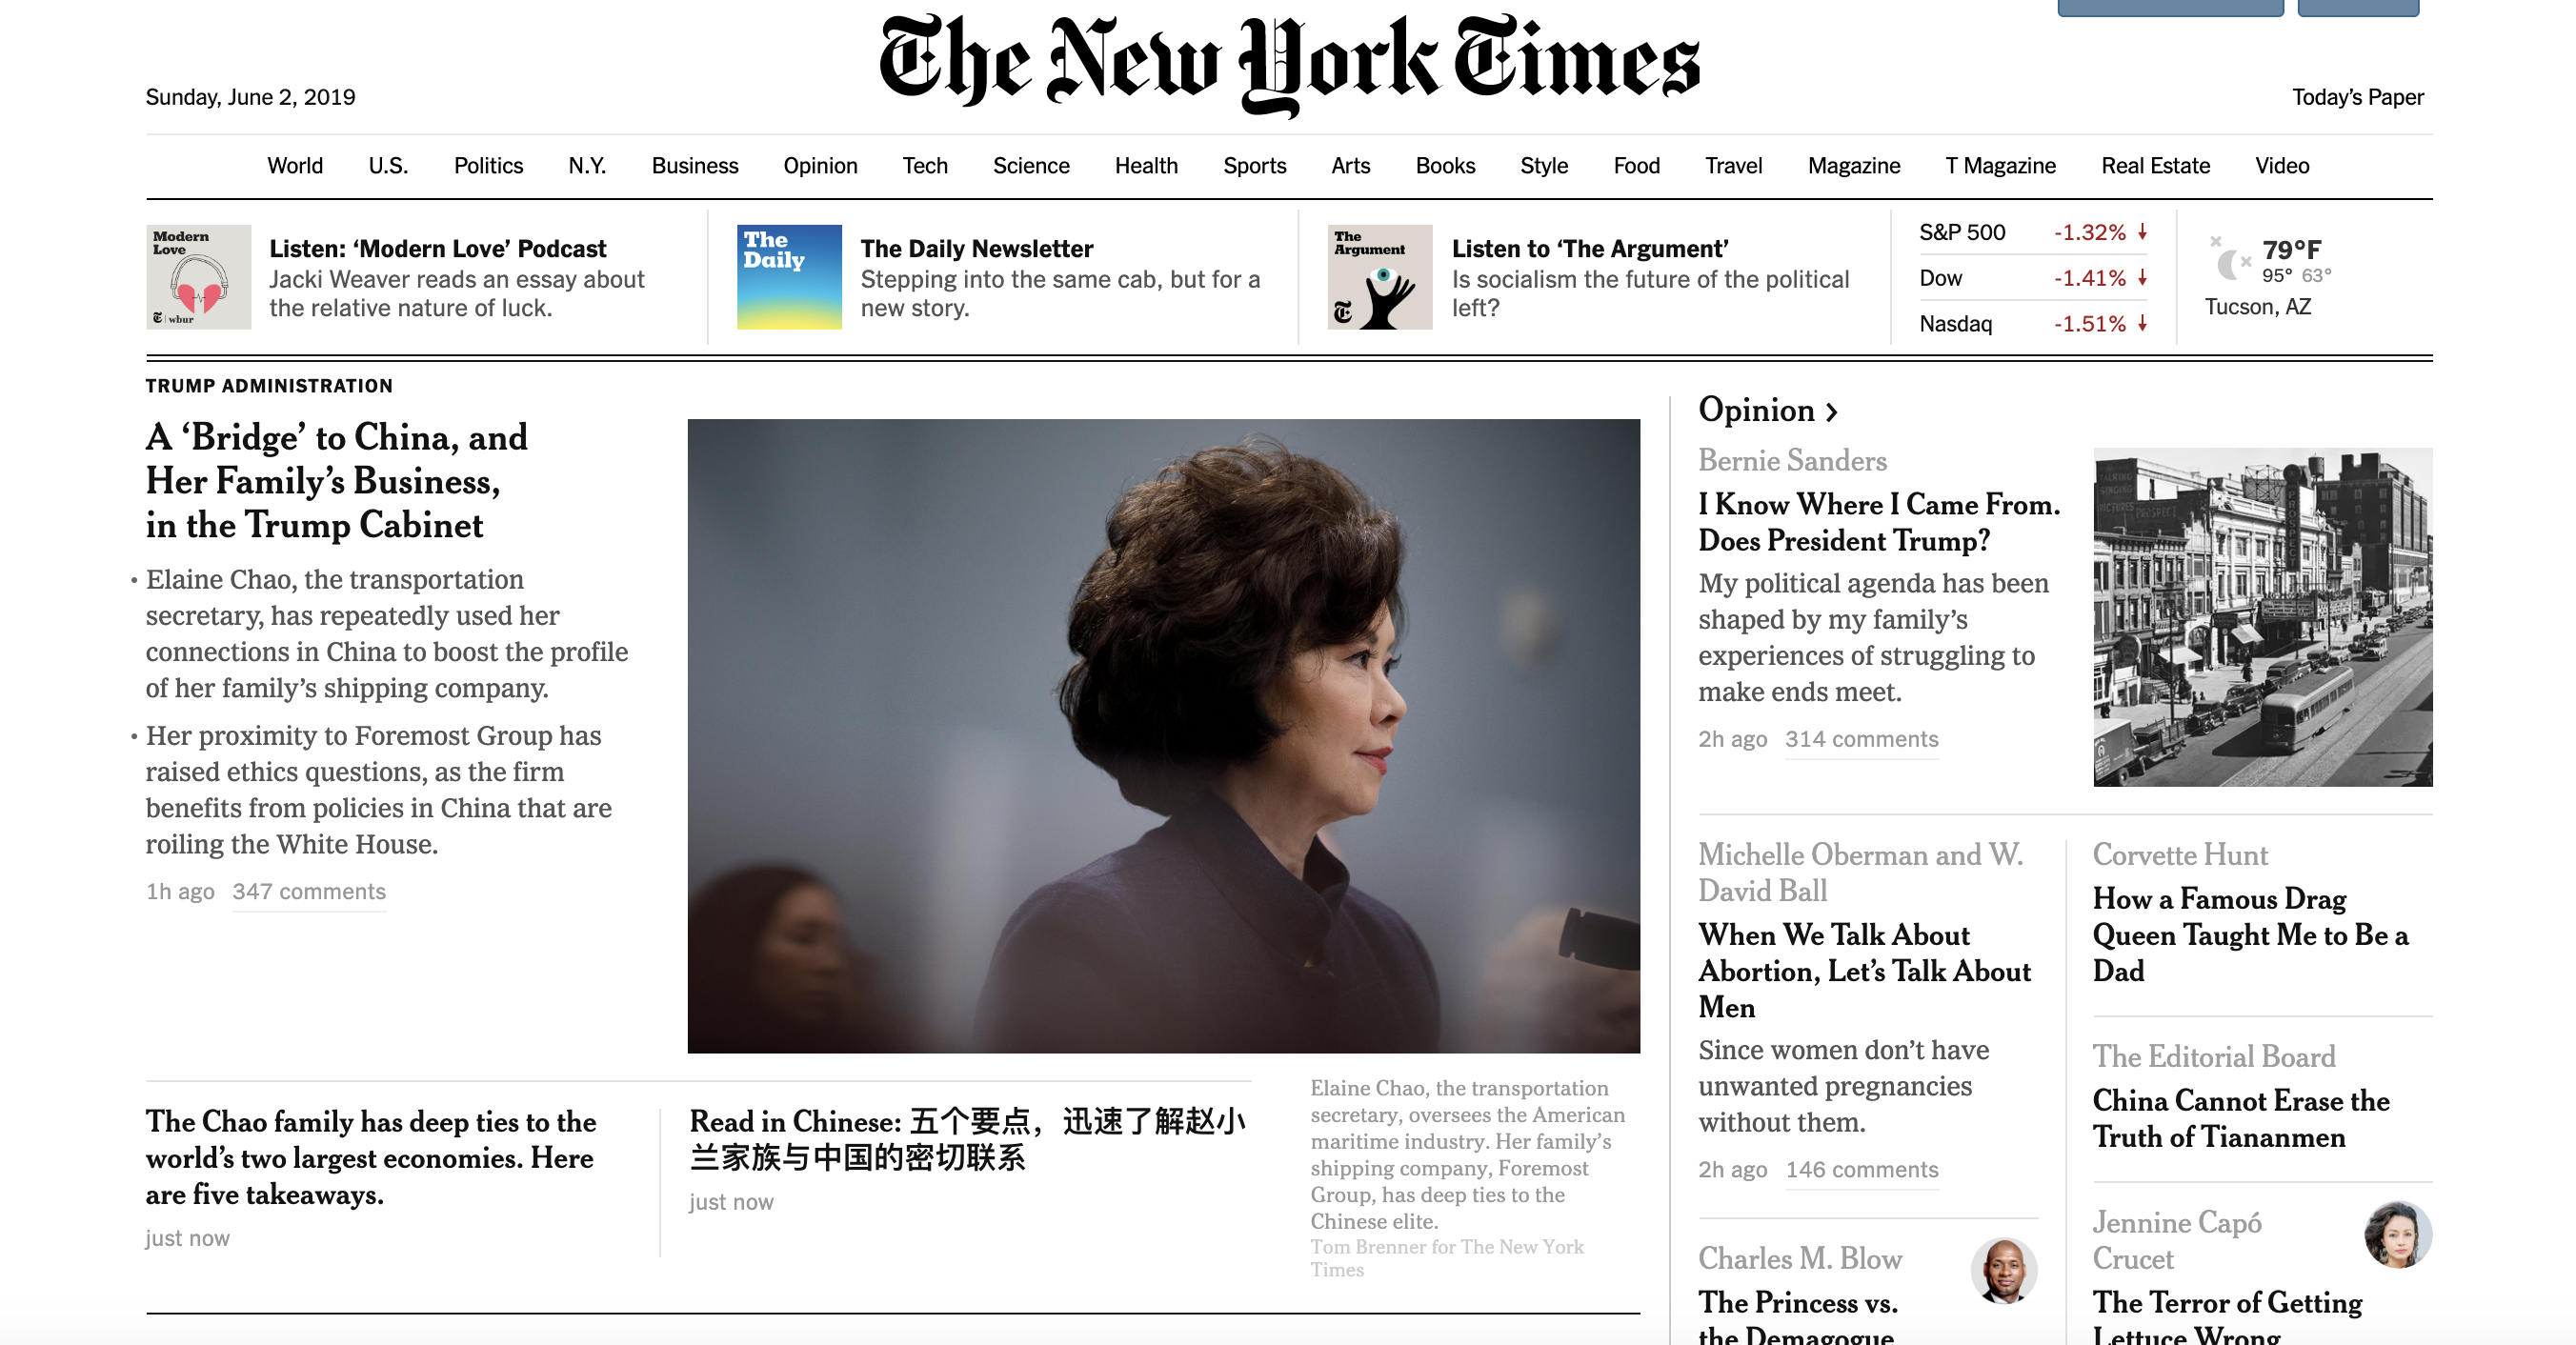 The New York Times
Sunday, June 2, 2019
Today’s Paper
World U.S. Politics N.Y. Business Opinion Tech Science Health Sports Arts Books Style Food Travel Magazine T Magazine Real Estate Video
Modern
Love
wbur
Listen: ‘Modern Love’ Podcast
Jacki Weaver reads an essay about
the relative nature of luck.
The
Daily
The Daily Newsletter
Stepping into the same cab, but for a
new story.
The
Argument
Listen to ‘The Argument’
Is socialism the future of the political
left?
S&P 500 -1.32% ↓
Dow -1.41% ↓
Nasdaq -1.51% ↓
79°F
95° 63°
Tucson, AZ
TRUMP ADMINISTRATION
A ‘Bridge’ to China, and
Her Family’s Business,
in the Trump Cabinet
• Elaine Chao, the transportation
secretary, has repeatedly used her
connections in China to boost the profile
of her family’s shipping company.
• Her proximity to Foremost Group has
raised ethics questions, as the firm
benefits from policies in China that are
roiling the White House.
1h ago 347 comments
The Chao family has deep ties to the
world’s two largest economies. Here
are five takeaways.
just now
Read in Chinese: 五个要点，迅速了解赵小
兰家族与中国的密切联系
just now
Elaine Chao, the transportation
secretary, oversees the American
maritime industry. Her family’s
shipping company, Foremost
Group, has deep ties to the
Chinese elite.
Tom Brenner for The New York
Times
Opinion >
Bernie Sanders
I Know Where I Came From.
Does President Trump?
My political agenda has been
shaped by my family’s
experiences of struggling to
make ends meet.
2h ago 314 comments
Michelle Oberman and W.
David Ball
When We Talk About
Abortion, Let’s Talk About
Men
Since women don’t have
unwanted pregnancies
without them.
2h ago 146 comments
Charles M. Blow
The Princess vs.
the Demagogue
Corvette Hunt
How a Famous Drag
Queen Taught Me to Be a
Dad
The Editorial Board
China Cannot Erase the
Truth of Tiananmen
Jennine Capó
Crucet
The Terror of Getting
Lettuce Wrong